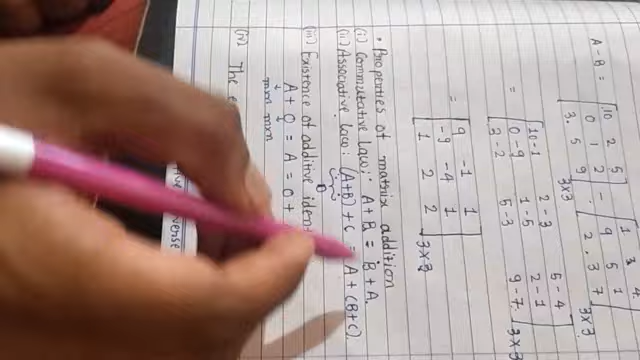 A - B = [10 2 5 - [1 3 4
0 1 2 9 5 1
3. 5 9] 3x3 2. 3 7] 3x3
= [10-1 2-3 5-4
0-9 1-5 2-1
3-2 5-3 9-7] 3x3
= [9 -1 1
-9 -4 1
1 2 2] 3x3
• Properties of matrix addition
(i) Commutative law: A+B = B+A.
(ii) Associative law: (A+B)+C = A+(B+C)
(iii) Existence of additive iden
A + O = A = O +
mxn mxn
(iv) The